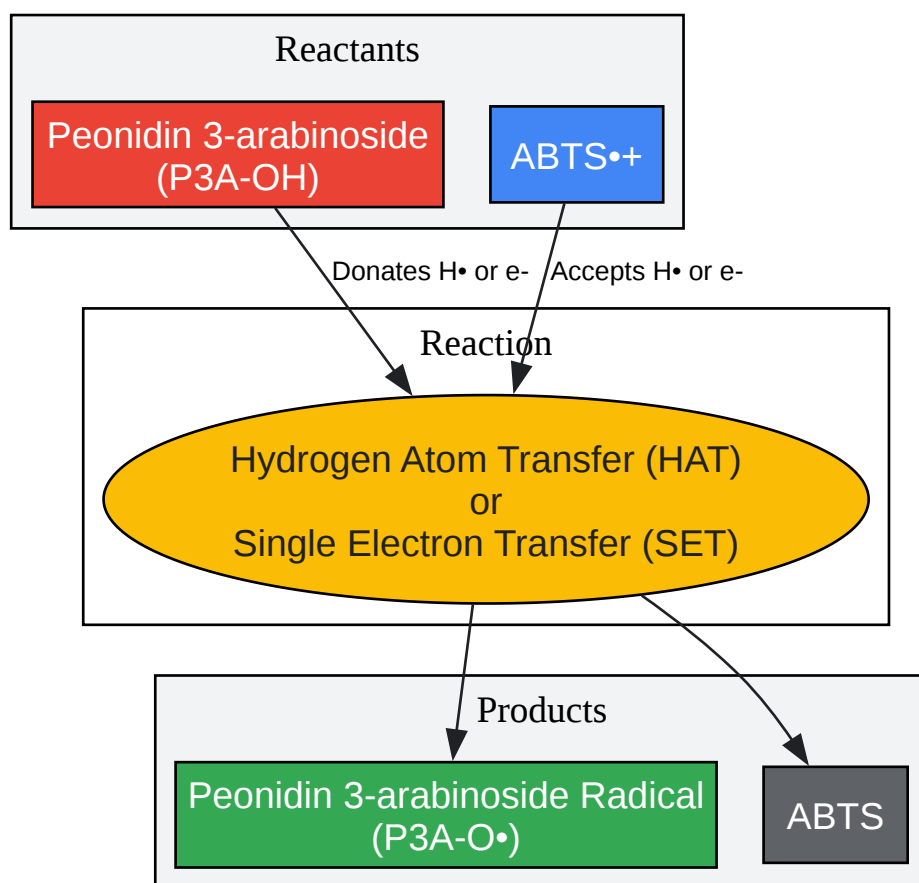 Reactants
Peonidin 3-arabinoside
(P3A-OH)
ABTS•+
Donates H• or e-
Accepts H• or e-
Reaction
Hydrogen Atom Transfer (HAT)
or
Single Electron Transfer (SET)
Products
Peonidin 3-arabinoside Radical
(P3A-O•)
ABTS